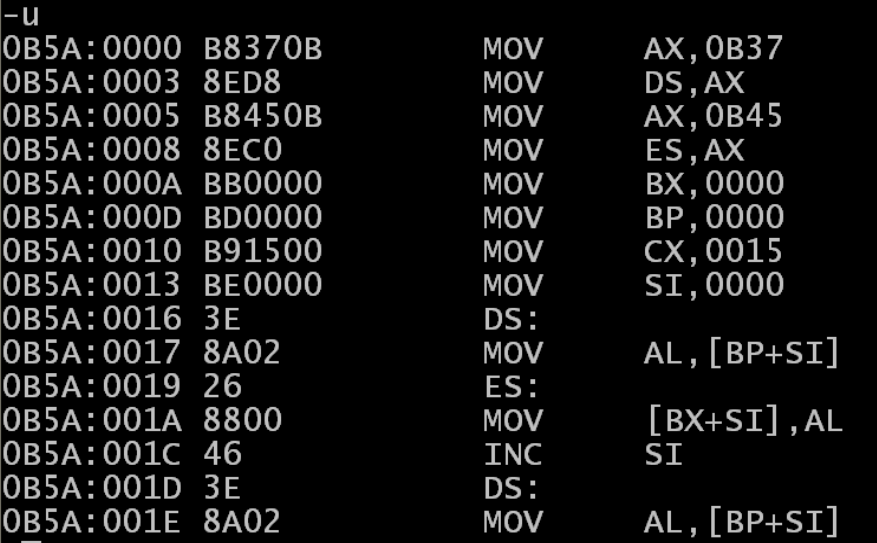 -u
0B5A:0000 B8370B MOV AX,0B37
0B5A:0003 8ED8 MOV DS,AX
0B5A:0005 B8450B MOV AX,0B45
0B5A:0008 8EC0 MOV ES,AX
0B5A:000A BB0000 MOV BX,0000
0B5A:000D BD0000 MOV BP,0000
0B5A:0010 B91500 MOV CX,0015
0B5A:0013 BE0000 MOV SI,0000
0B5A:0016 3E DS:
0B5A:0017 8A02 MOV AL,[BP+SI]
0B5A:0019 26 ES:
0B5A:001A 8800 MOV [BX+SI],AL
0B5A:001C 46 INC SI
0B5A:001D 3E DS:
0B5A:001E 8A02 MOV AL,[BP+SI]